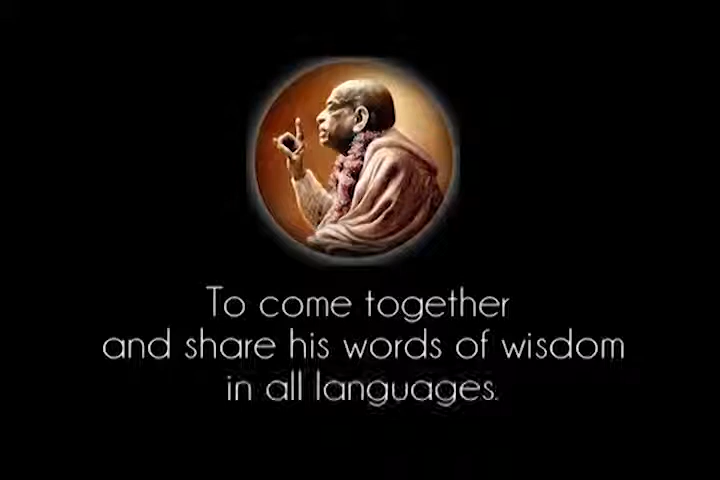 To come together
and share his words of wisdom
in all languages.